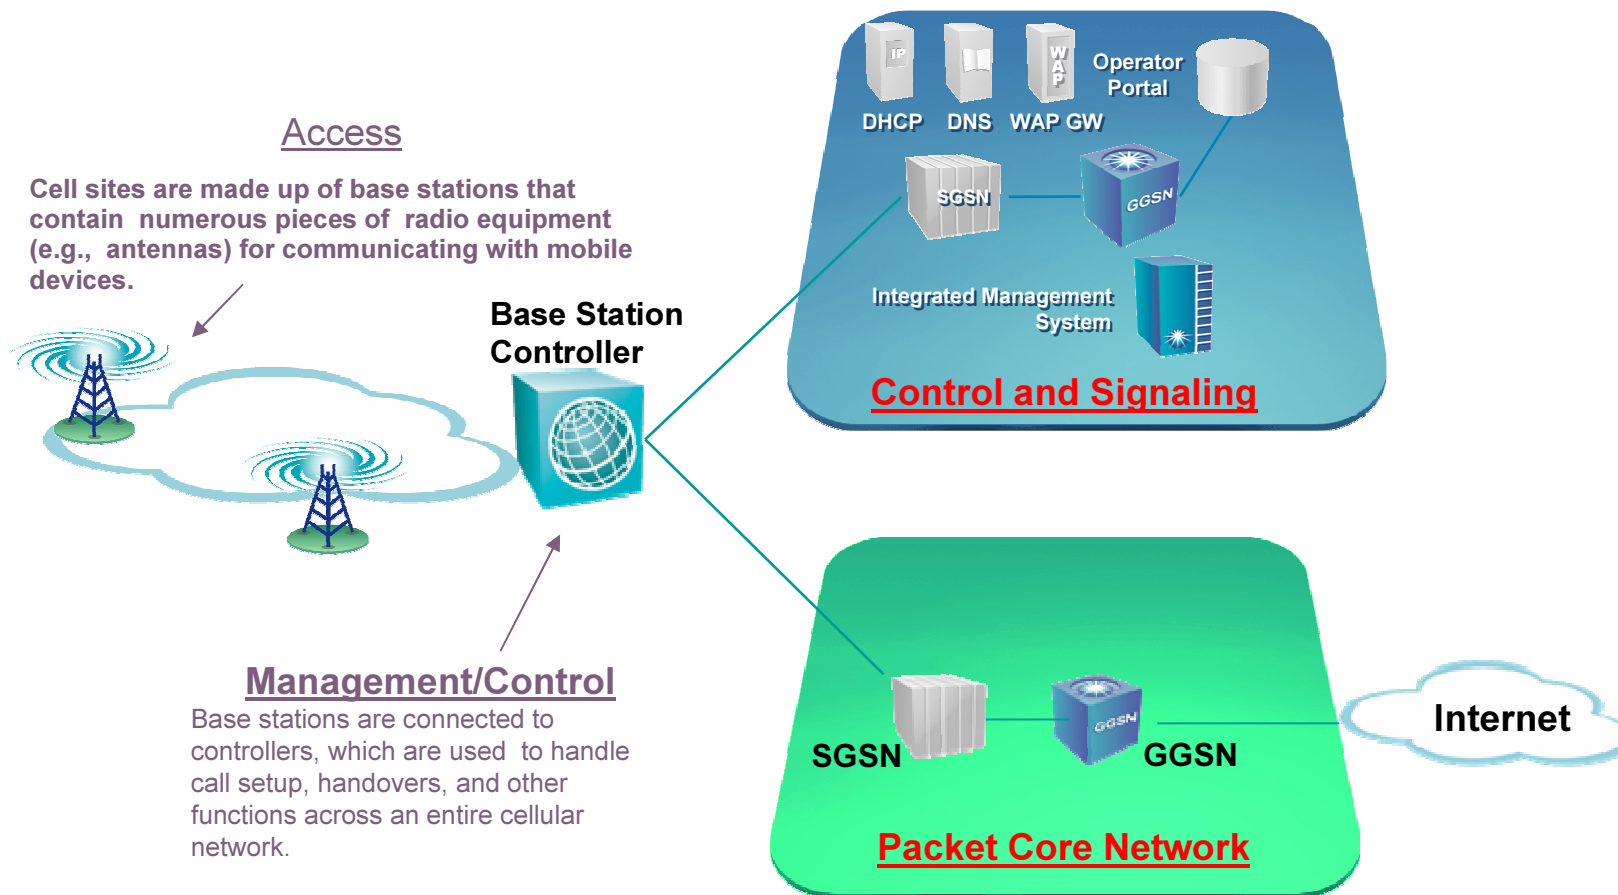 Access
Cell sites are made up of base stations that
contain numerous pieces of radio equipment
(e.g., antennas) for communicating with mobile
devices.
Base Station
Controller
Management/Control
Base stations are connected to
controllers, which are used to handle
call setup, handovers, and other
functions across an entire cellular
network.
IP
WAP
Operator
Portal
DHCP
DNS
WAP GW
SGSN
GGSN
Integrated Management
System
Control and Signaling
GGSN
SGSN
GGSN
Internet
Packet Core Network